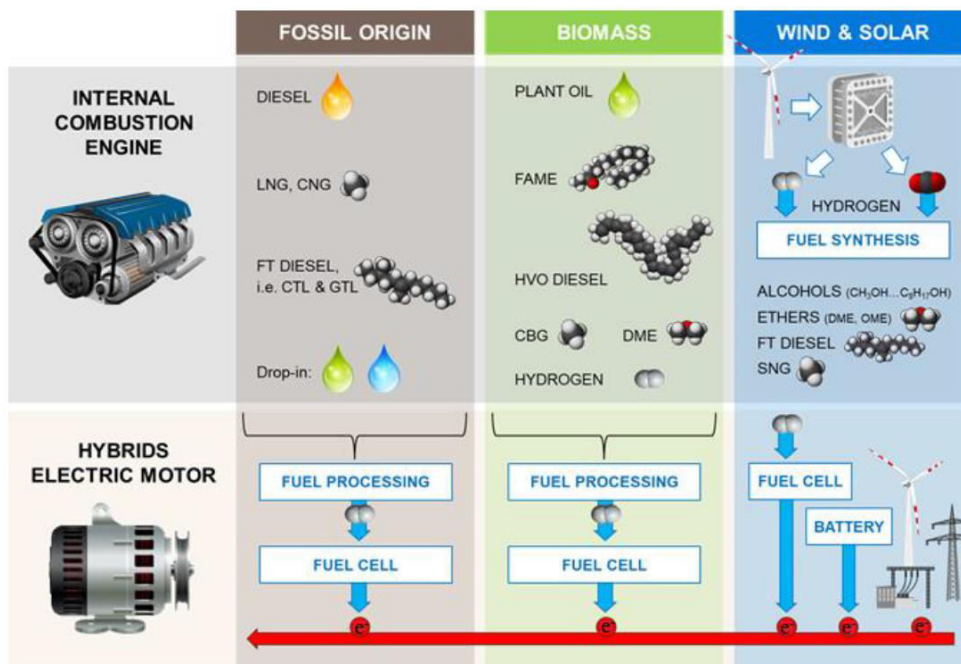 FOSSIL ORIGIN
BIOMASS
WIND & SOLAR
INTERNAL
COMBUSTION
ENGINE
DIESEL
LNG, CNG
FT DIESEL,
i.e. CTL & GTL
Drop-in:
PLANT OIL
FAME
HVO DIESEL
CBG
DME
HYDROGEN
HYDROGEN
FUEL SYNTHESIS
ALCOHOLS (CH₃OH...C₈H₁₇OH)
ETHERS (DME, OME)
FT DIESEL
SNG
HYBRIDS
ELECTRIC MOTOR
FUEL PROCESSING
FUEL CELL
e⁻
FUEL PROCESSING
FUEL CELL
e⁻
FUEL CELL
BATTERY
e⁻
e⁻
e⁻